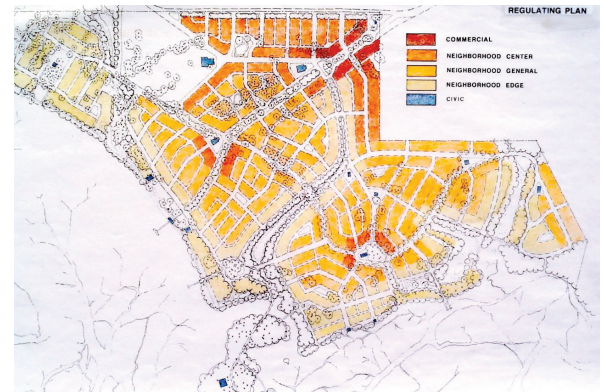 REGULATING PLAN
COMMERCIAL
NEIGHBORHOOD CENTER
NEIGHBORHOOD GENERAL
NEIGHBORHOOD EDGE
CIVIC